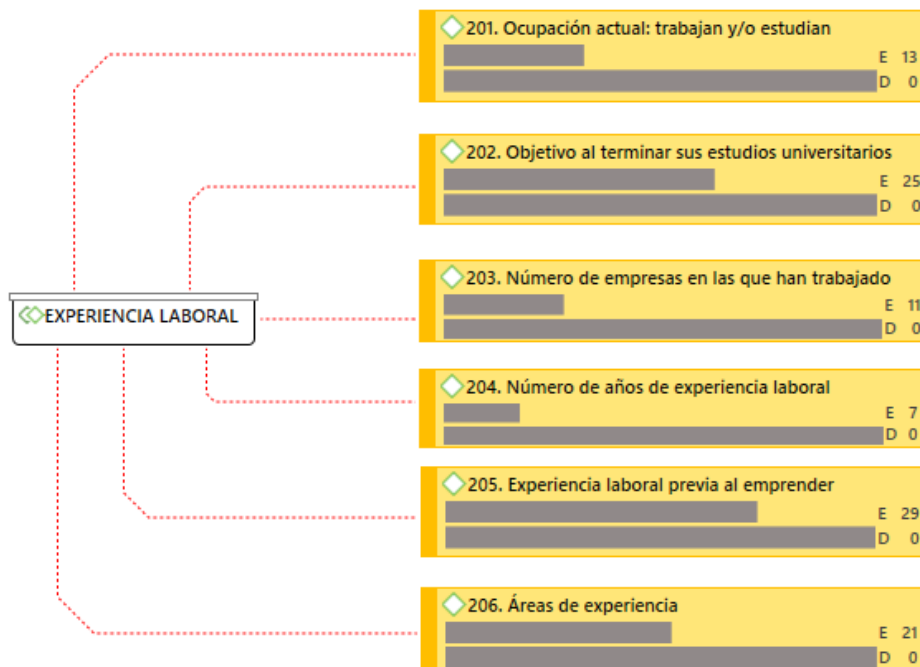 201. Ocupación actual: trabajan y/o estudian
E 13
D 0
202. Objetivo al terminar sus estudios universitarios
E 25
D 0
203. Número de empresas en las que han trabajado
E 11
D 0
EXPERIENCIA LABORAL
204. Número de años de experiencia laboral
E 7
D 0
205. Experiencia laboral previa al emprender
E 29
D 0
206. Áreas de experiencia
E 21
D 0